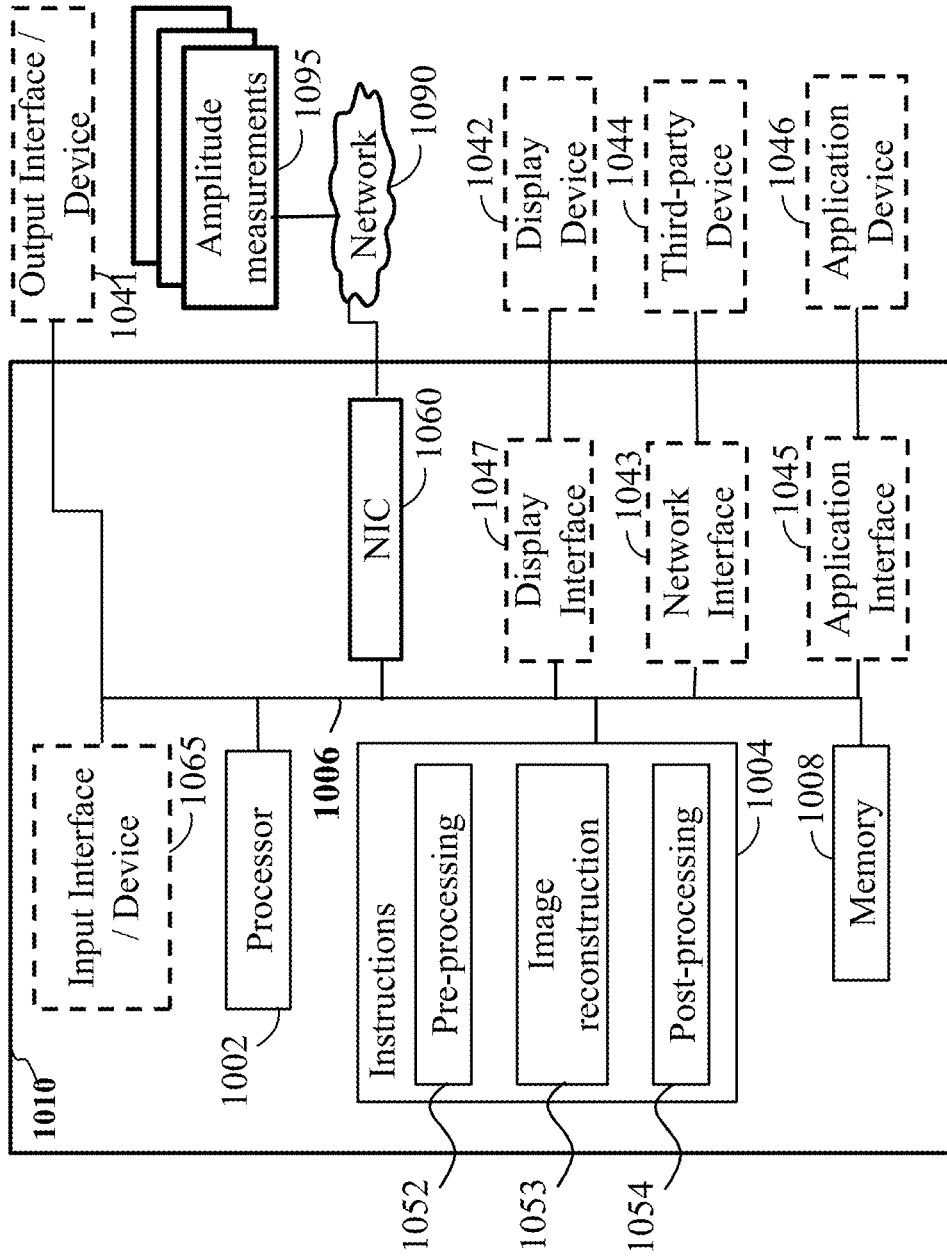 1010
Input Interface
/ Device
1065
Output Interface /
Device
1041
Processor
1002
1006
NIC
1060
Amplitude
measurements
1095
Network
1090
Instructions
Pre-processing
1052
Image
reconstruction
1053
Post-processing
1054
1004
Display
Interface
1047
Display
Device
1042
Network
Interface
1043
Third-party
Device
1044
Memory
1008
Application
Interface
1045
Application
Device
1046